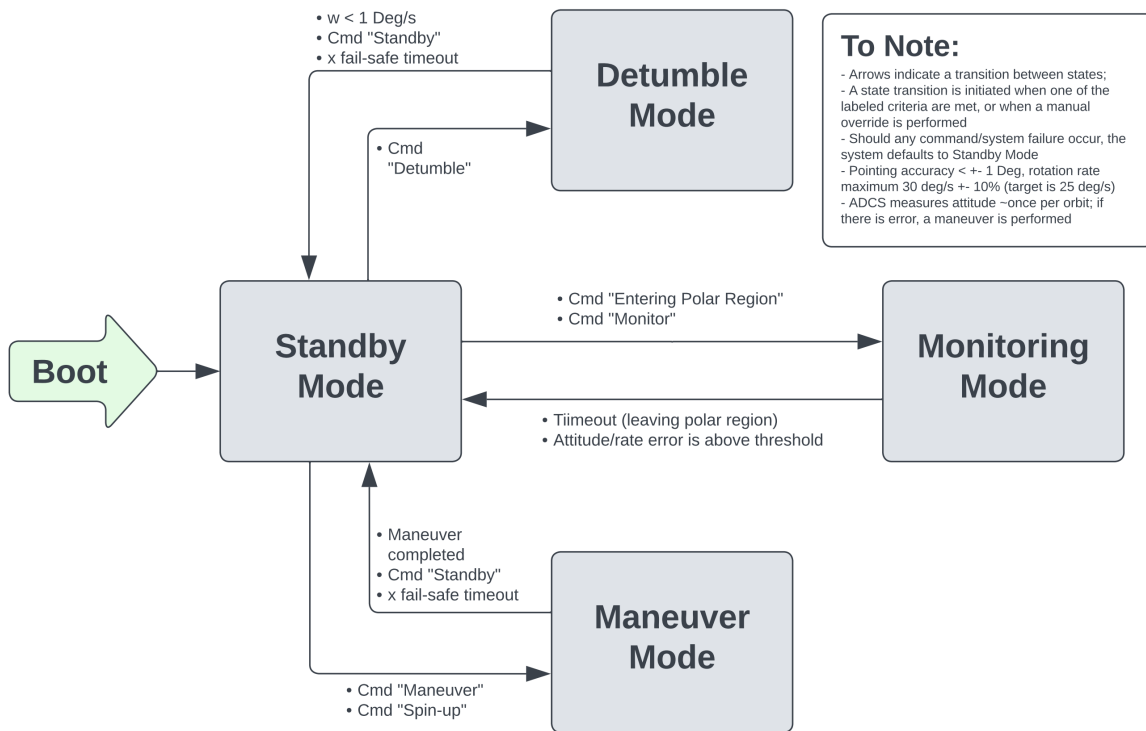 • w < 1 Deg/s
• Cmd "Standby"
• x fail-safe timeout
Detumble
Mode
To Note:
- Arrows indicate a transition between states;
- A state transition is initiated when one of the
labeled criteria are met, or when a manual
override is performed
- Should any command/system failure occur, the
system defaults to Standby Mode
- Pointing accuracy < +- 1 Deg, rotation rate
maximum 30 deg/s +- 10% (target is 25 deg/s)
- ADCS measures attitude ~once per orbit; if
there is error, a maneuver is performed
• Cmd
"Detumble"
Boot
Standby
Mode
• Cmd "Entering Polar Region"
• Cmd "Monitor"
Monitoring
Mode
• Tiimeout (leaving polar region)
• Attitude/rate error is above threshold
• Maneuver
completed
• Cmd "Standby"
• x fail-safe timeout
Maneuver
Mode
• Cmd "Maneuver"
• Cmd "Spin-up"